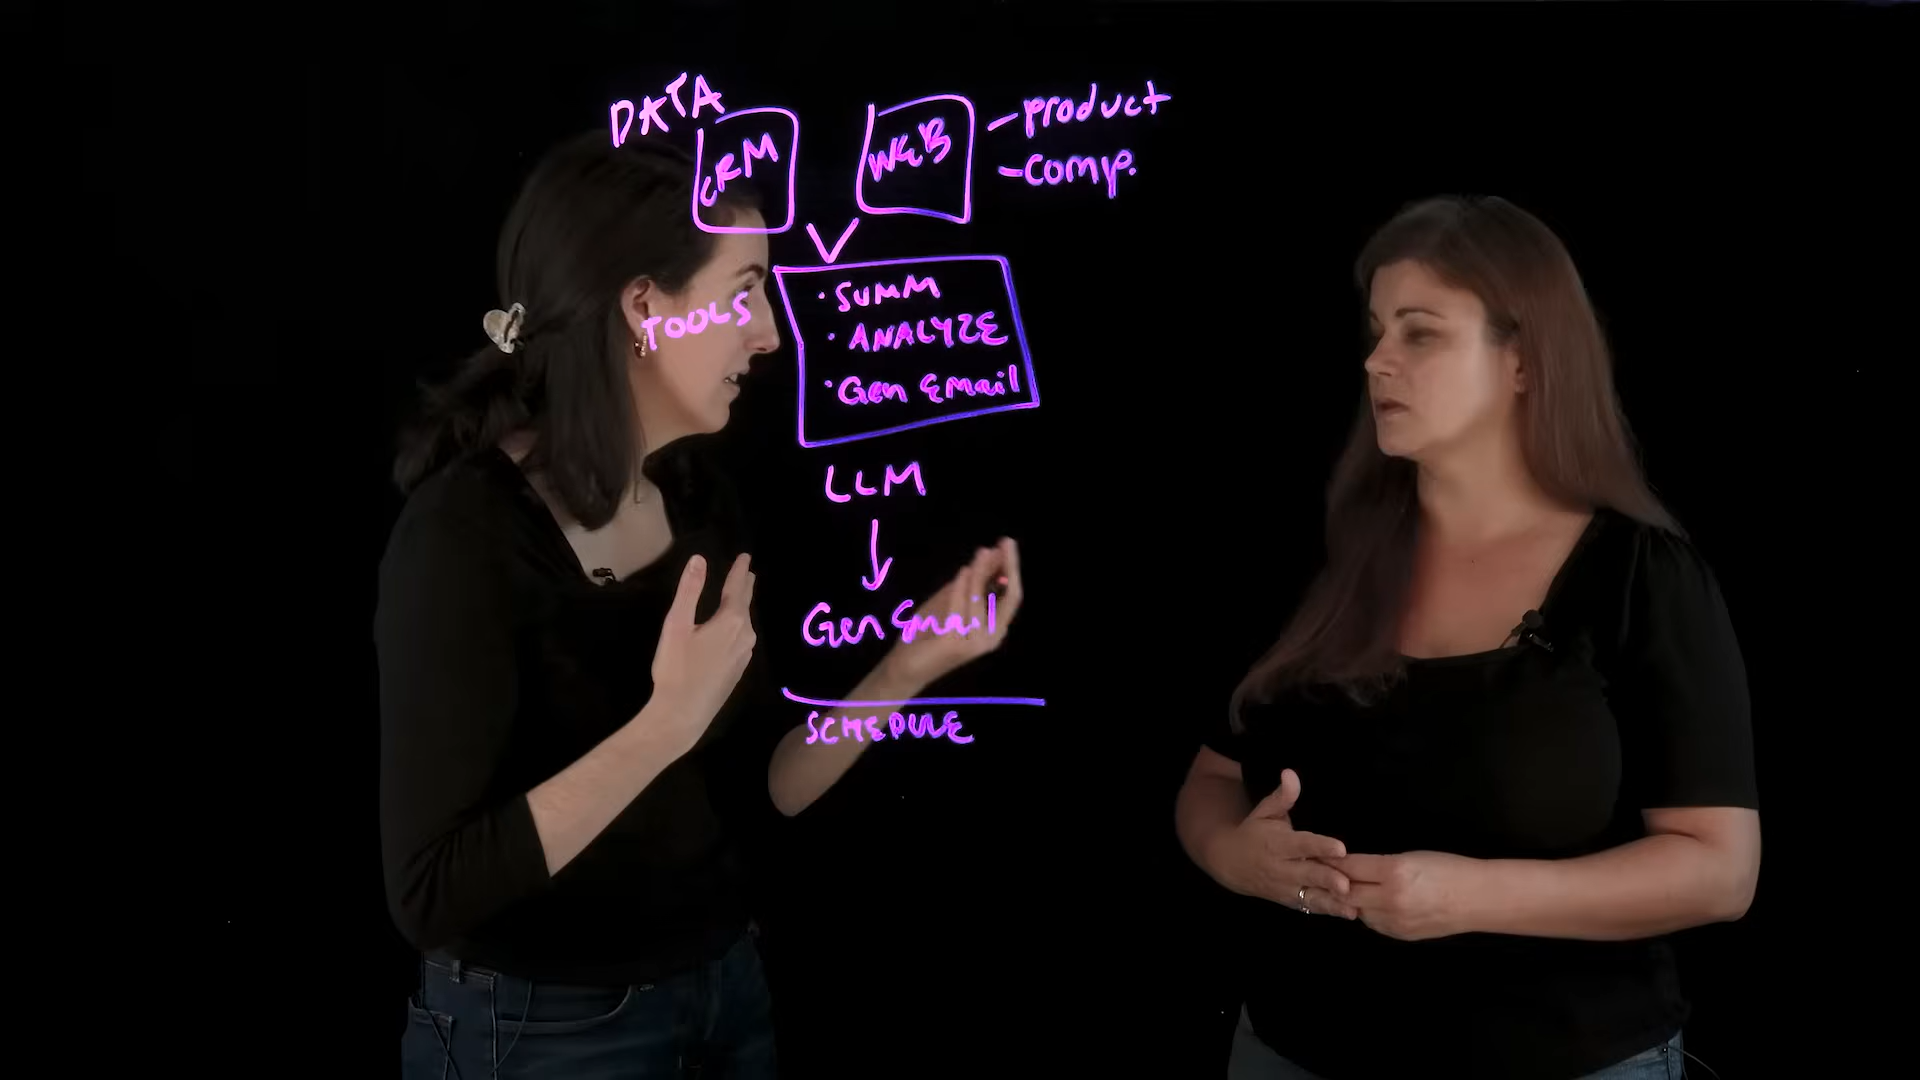 DATA
CRM
WEB
- product
- comp.
TOOLS
· SUMM
· ANALYZE
· Gen Email
LLM
Gen Email
SCHEDULE